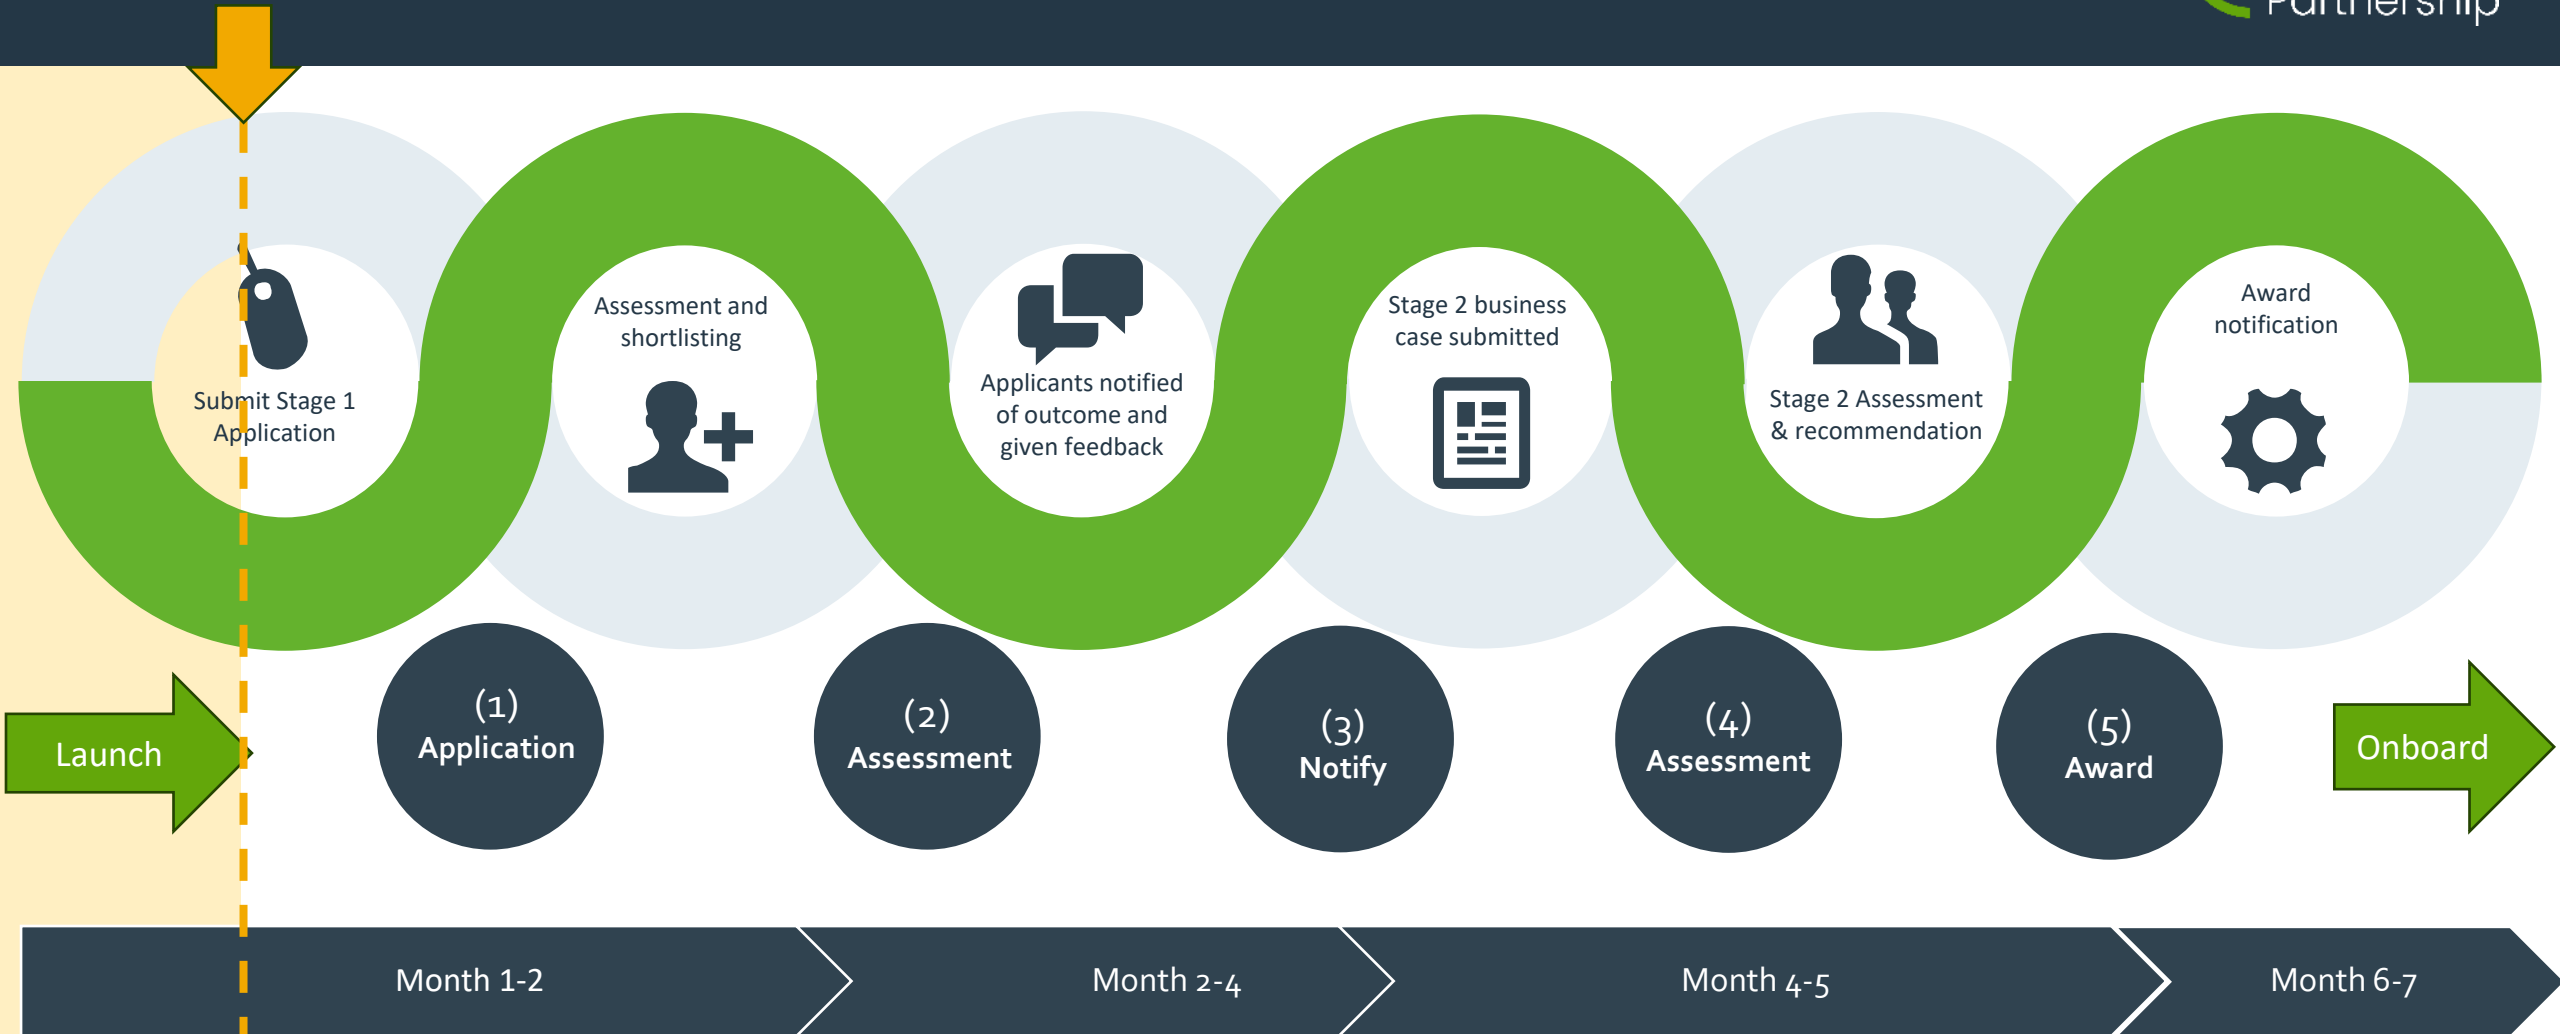 Partnership
Submit Stage 1
Application
Assessment and
shortlisting
Applicants notified
of outcome and
given feedback
Stage 2 business
case submitted
Stage 2 Assessment
& recommendation
Award
notification
Launch
(1)
Application
(2)
Assessment
(3)
Notify
(4)
Assessment
(5)
Award
Onboard
Month 1-2
Month 2-4
Month 4-5
Month 6-7